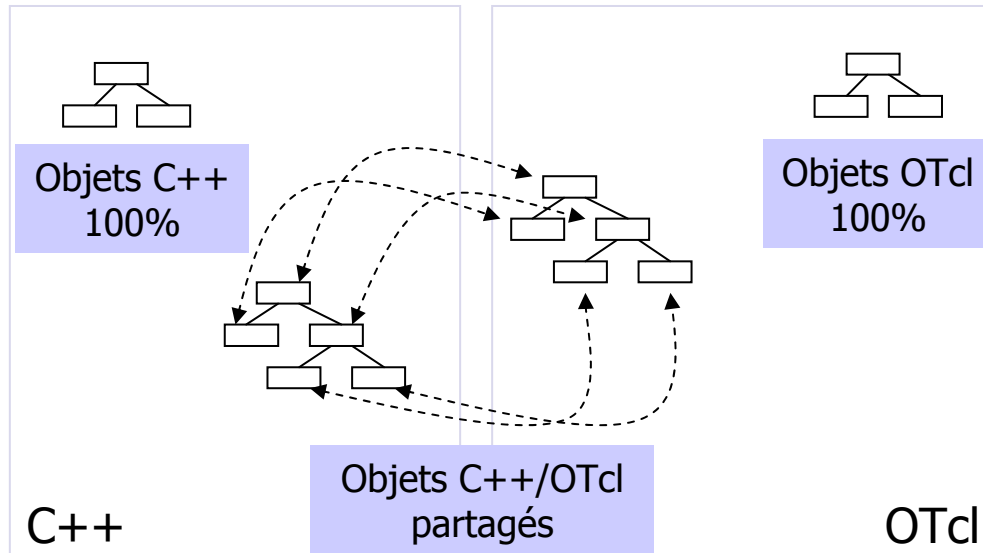 Objets C++
100%
Objets OTcl
100%
Objets C++/OTcl
partagés
C++
OTcl